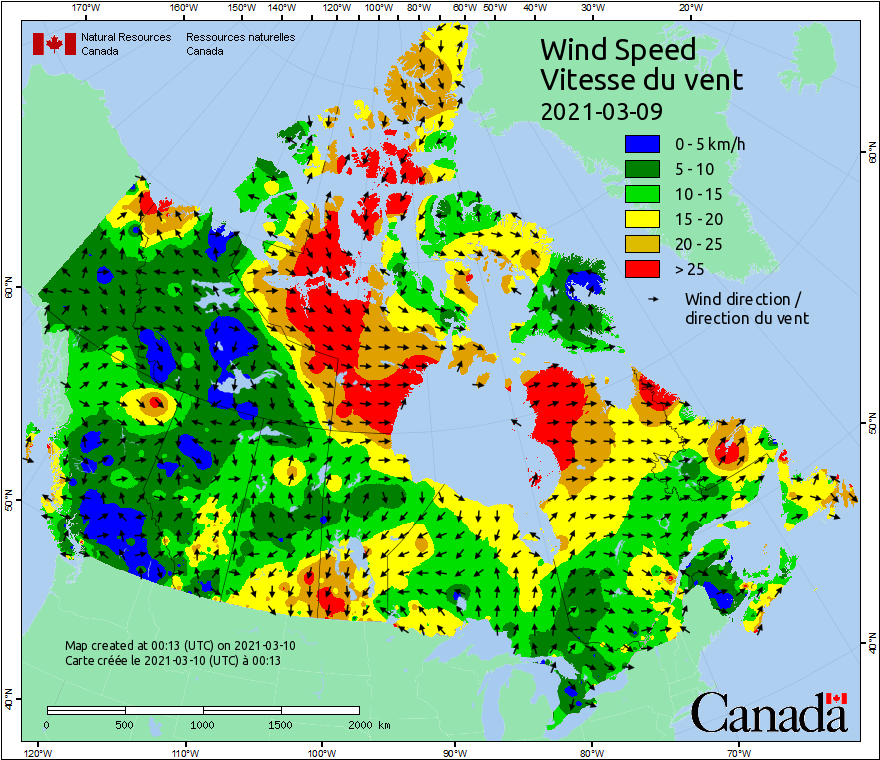 170°W 160°W 150°W 140°W 130°W 120°W 110°W 100°W 90°W 80°W 70°W 60°W 50°W 40°W 30°W 20°W
Natural Resources Ressources naturelles
Canada Canada
Wind Speed
Vitesse du vent
2021-03-09
0 - 5 km/h
5 - 10
10 - 15
15 - 20
20 - 25
> 25
Wind direction /
direction du vent
60°N
60°N
50°N
50°N
40°N
40°N
Map created at 00:13 (UTC) on 2021-03-10
Carte créée le 2021-03-10 (UTC) à 00:13
0 500 1000 1500 2000 km
Canada
120°W 110°W 100°W 90°W 80°W 70°W